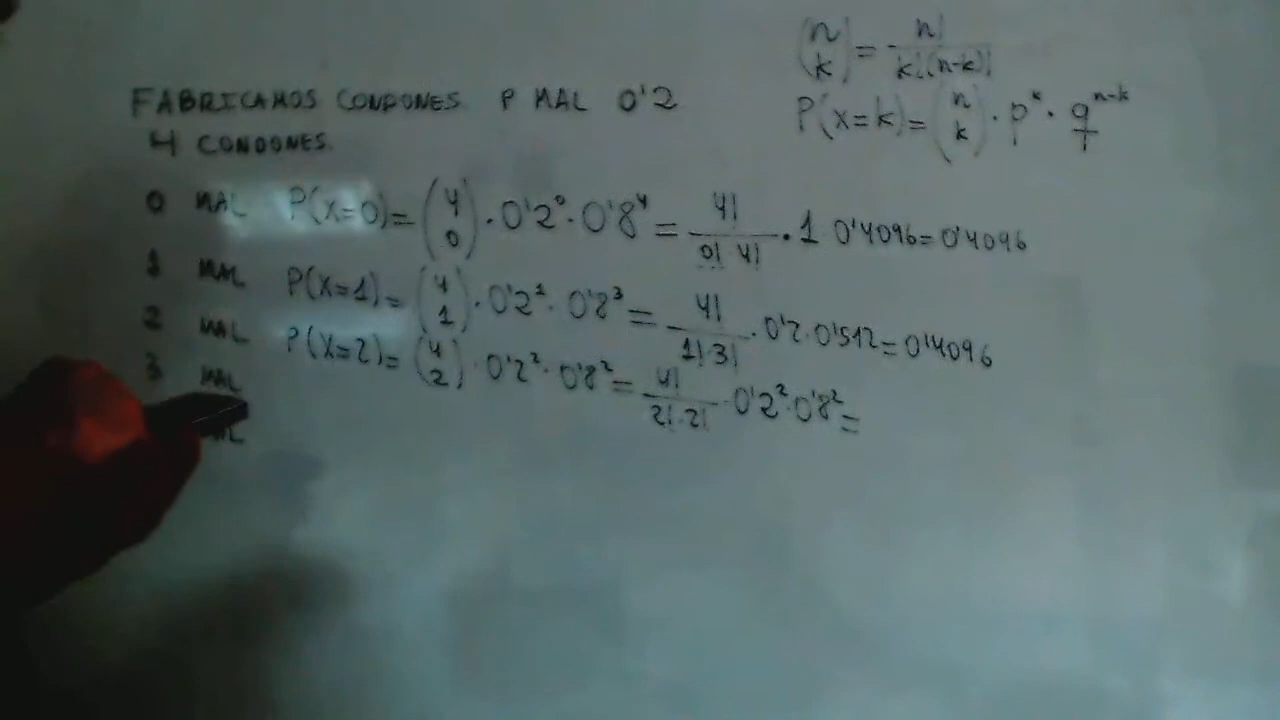 (n k) = n! / k!(n-k)!
P(x=k) = (n k) · p^k · q^(n-k)
FABRICAMOS CONDONES P MAL 0'2
4 CONDONES.
0 MAL P(x=0) = (4 0) · 0'2^0 · 0'8^4 = 4! / 0! 4! · 1 0'4096 = 0'4096
1 MAL P(x=1) = (4 1) · 0'2^1 · 0'8^3 = 4! / 1! · 3! · 0'2 · 0'512 = 0'4096
2 MAL P(x=2) = (4 2) · 0'2^2 · 0'8^2 = 4! / 2! · 2! · 0'2^2 · 0'8^2 =
3 MAL